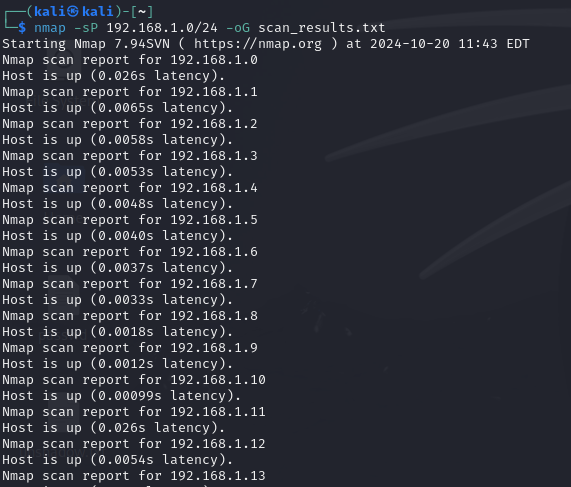 ┌──(kali㉿kali)-[~]
└─$ nmap -sP 192.168.1.0/24 -oG scan_results.txt
Starting Nmap 7.94SVN ( https://nmap.org ) at 2024-10-20 11:43 EDT
Nmap scan report for 192.168.1.0
Host is up (0.026s latency).
Nmap scan report for 192.168.1.1
Host is up (0.0065s latency).
Nmap scan report for 192.168.1.2
Host is up (0.0058s latency).
Nmap scan report for 192.168.1.3
Host is up (0.0053s latency).
Nmap scan report for 192.168.1.4
Host is up (0.0048s latency).
Nmap scan report for 192.168.1.5
Host is up (0.0040s latency).
Nmap scan report for 192.168.1.6
Host is up (0.0037s latency).
Nmap scan report for 192.168.1.7
Host is up (0.0033s latency).
Nmap scan report for 192.168.1.8
Host is up (0.0018s latency).
Nmap scan report for 192.168.1.9
Host is up (0.0012s latency).
Nmap scan report for 192.168.1.10
Host is up (0.00099s latency).
Nmap scan report for 192.168.1.11
Host is up (0.026s latency).
Nmap scan report for 192.168.1.12
Host is up (0.0054s latency).
Nmap scan report for 192.168.1.13